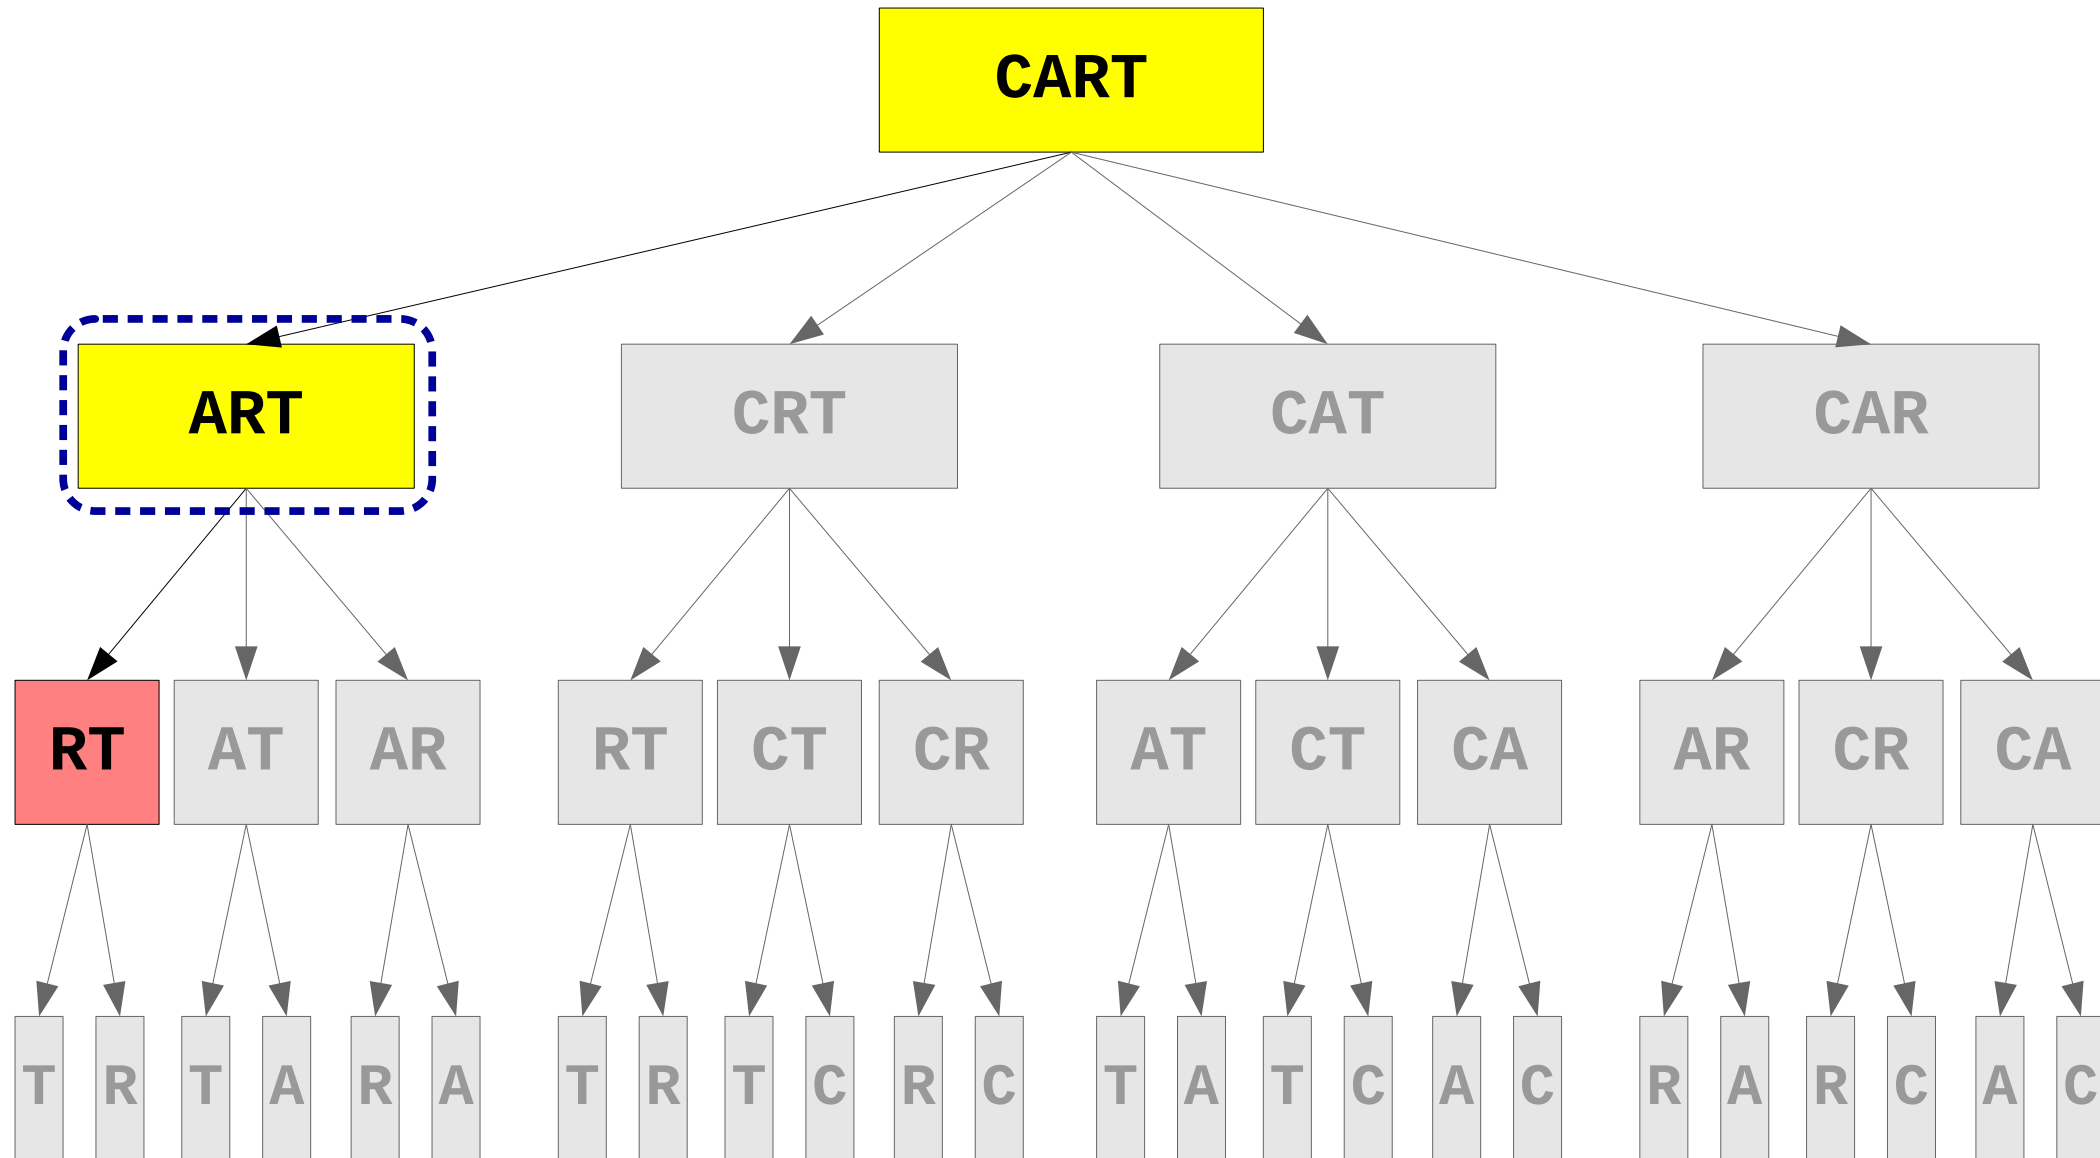 CART
ART CRT CAT CAR
RT AT AR RT CT CR AT CT CA AR CR CA
T R T A R A T R T C R C T A T C A C R A R C A C